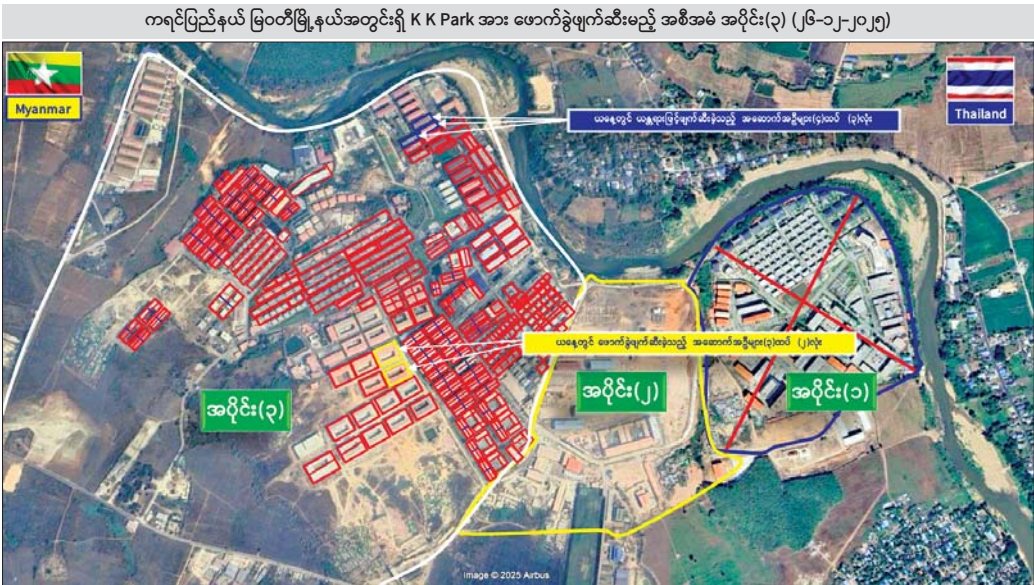 ကရင်ပြည်နယ် မြဝတီမြို့နယ်အတွင်းရှိ K K Park အား ဖောက်ခွဲဖျက်ဆီးမည့် အစီအမံ အပိုင်း(၃) (၂၆-၁၂-၂၀၂၅)
Myanmar
Thailand
ယနေ့တွင် ယန္တရားဖြင့်ဖျက်ဆီးခဲ့သည့် အဆောက်အဦများ(၄)ထပ် (၃)လုံး
ယနေ့တွင် ဖောက်ခွဲဖျက်ဆီးခဲ့သည့် အဆောက်အဦများ(၃)ထပ် (၂)လုံး
အပိုင်း(၃)
အပိုင်း(၂)
အပိုင်း(၁)
Image © 2025 Airbus